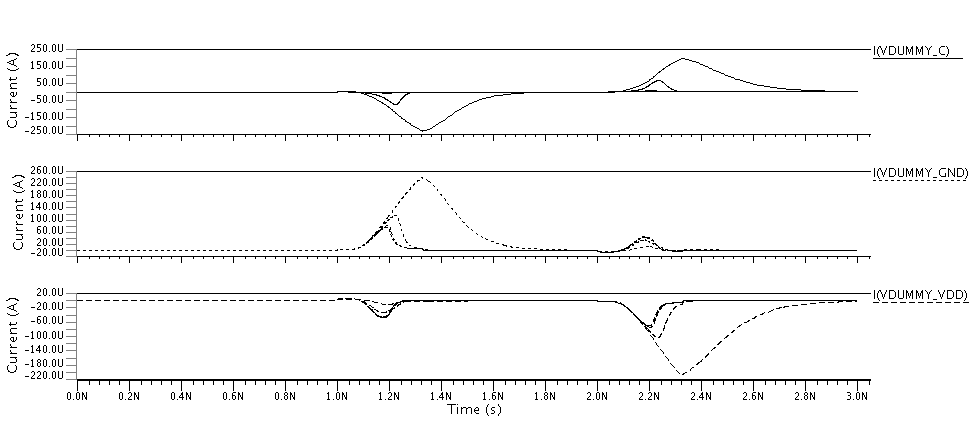 250.0U
I(VDUMMY_C)
150.0U
50.0U
-50.0U
-150.0U
-250.0U
Current (A)
260.0U
I(VDUMMY_GND)
220.0U
180.0U
140.0U
100.0U
60.0U
20.0U
-20.0U
Current (A)
20.0U
I(VDUMMY_VDD)
-20.0U
-60.0U
-100.0U
-140.0U
-180.0U
-220.0U
Current (A)
0.0N 0.2N 0.4N 0.6N 0.8N 1.0N 1.2N 1.4N 1.6N 1.8N 2.0N 2.2N 2.4N 2.6N 2.8N 3.0N
Time (s)